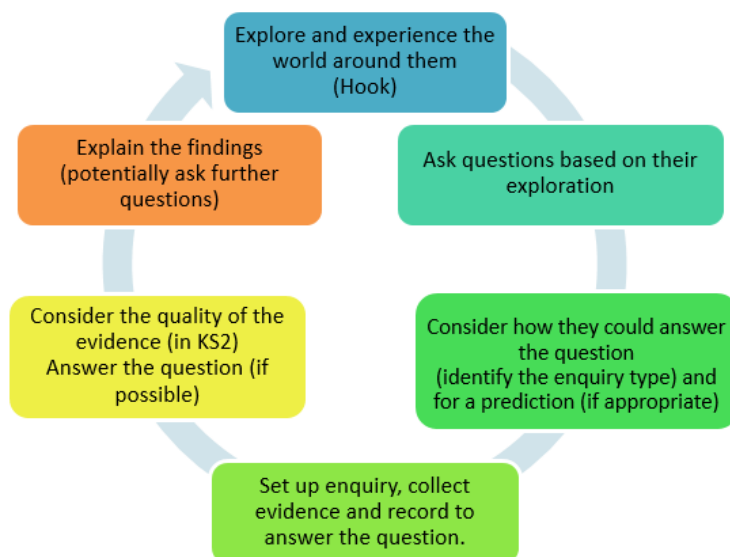 Explore and experience the
world around them
(Hook)
Ask questions based on their
exploration
Consider how they could answer
the question
(identify the enquiry type) and
for a prediction (if appropriate)
Set up enquiry, collect
evidence and record to
answer the question.
Consider the quality of the
evidence (in KS2)
Answer the question (if
possible)
Explain the findings
(potentially ask further
questions)